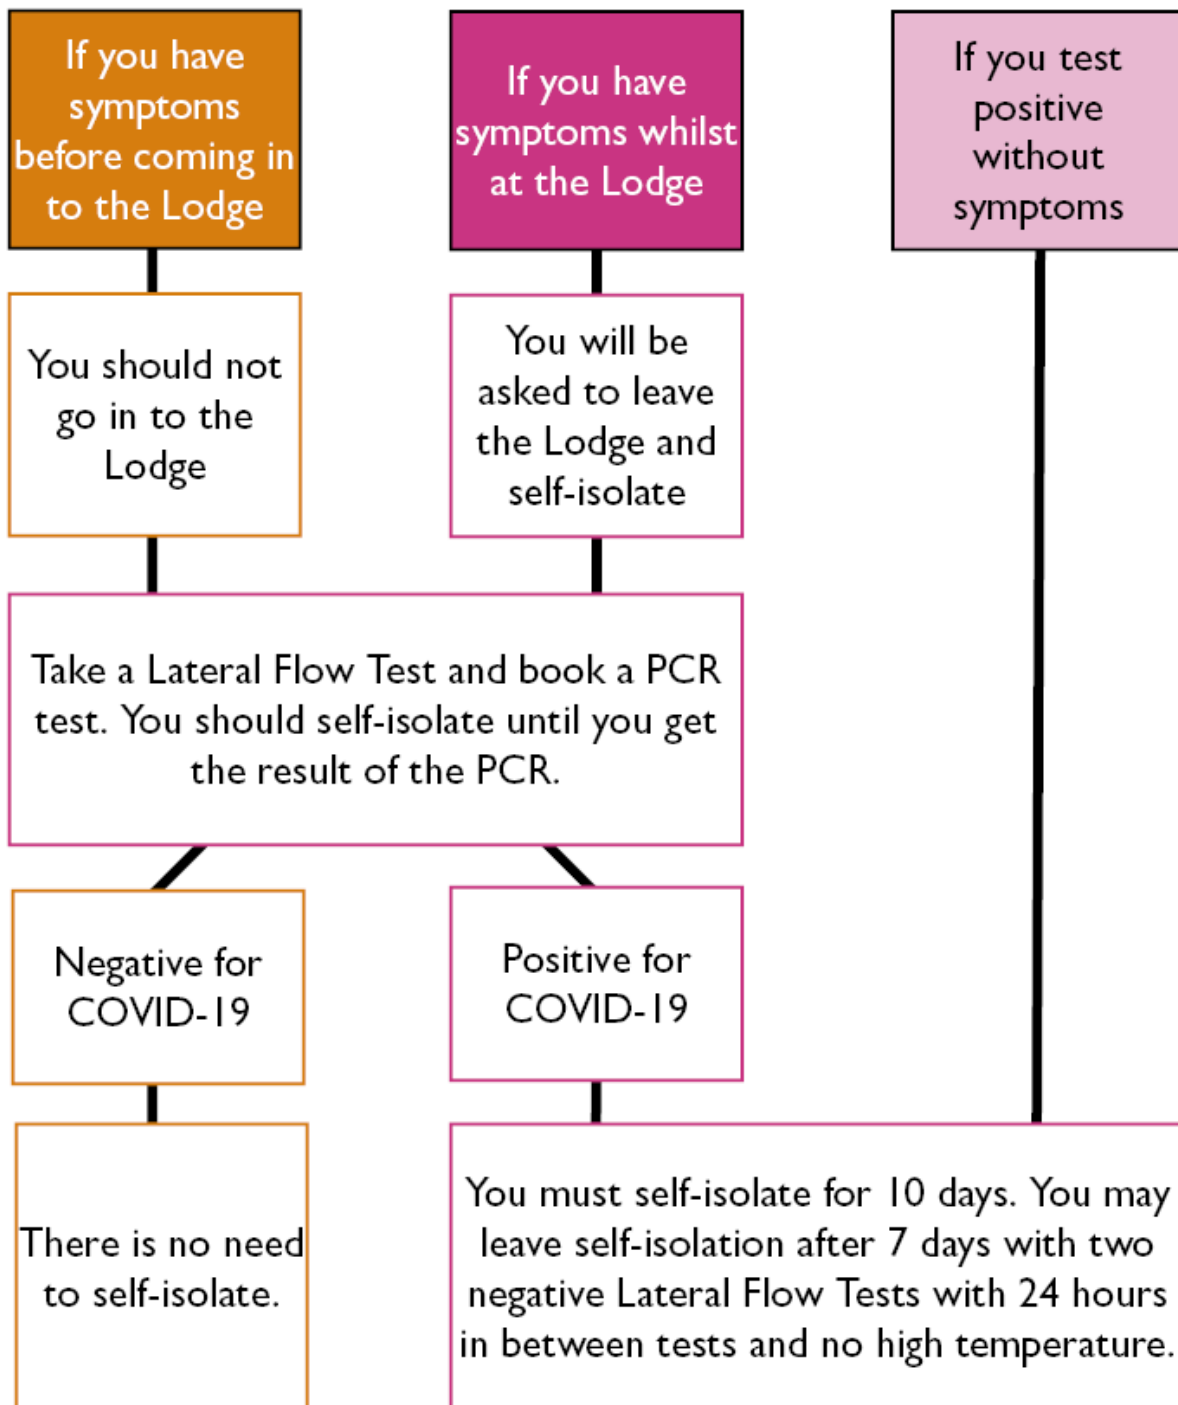 If you have
symptoms
before coming in
to the Lodge
If you have
symptoms whilst
at the Lodge
If you test
positive
without
symptoms
You should not
go in to the
Lodge
You will be
asked to leave
the Lodge and
self-isolate
Take a Lateral Flow Test and book a PCR
test. You should self-isolate until you get
the result of the PCR.
Negative for
COVID-19
Positive for
COVID-19
There is no need
to self-isolate.
You must self-isolate for 10 days. You may
leave self-isolation after 7 days with two
negative Lateral Flow Tests with 24 hours
in between tests and no high temperature.